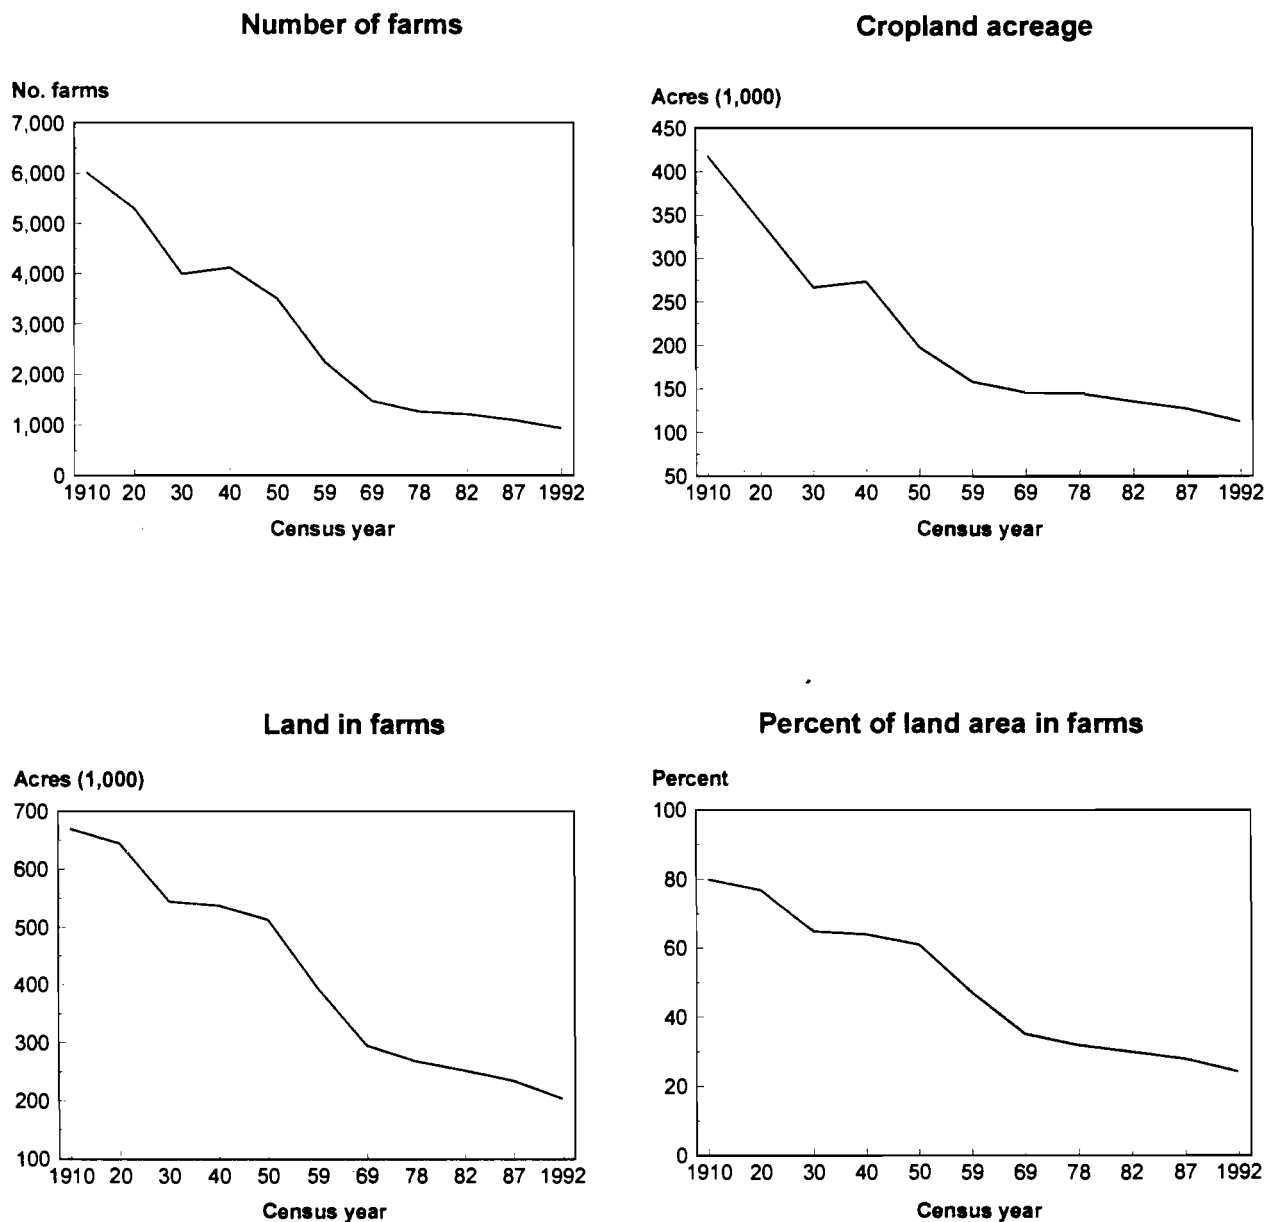 Number of farms
No. farms
7,000
6,000
5,000
4,000
3,000
2,000
1,000
0
1910 20 30 40 50 59 69 78 82 87 1992
Census year
Cropland acreage
Acres (1,000)
450
400
350
300
250
200
150
100
50
1910 20 30 40 50 59 69 78 82 87 1992
Census year
Land in farms
Acres (1,000)
700
600
500
400
300
200
100
1910 20 30 40 50 59 69 78 82 87 1992
Census year
Percent of land area in farms
Percent
100
80
60
40
20
0
1910 20 30 40 50 59 69 78 82 87 1992
Census year